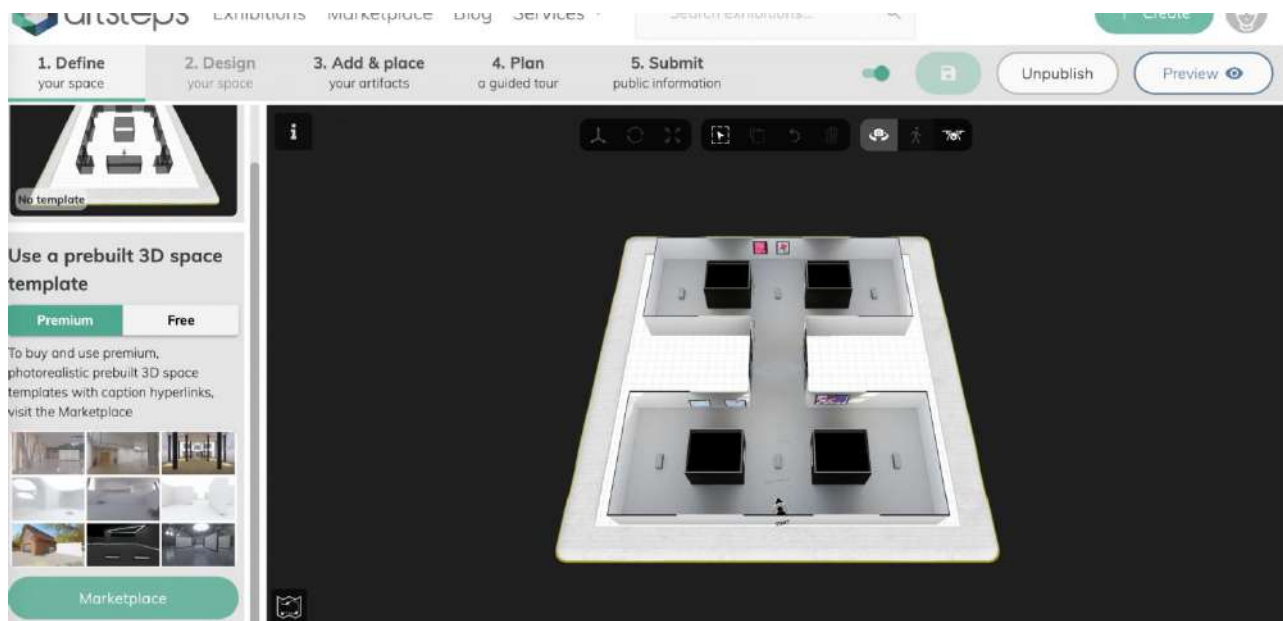 artsteps Exhibitions Marketplace Blog Services Search exhibitions... + Create
1. Define
your space
2. Design
your space
3. Add & place
your artifacts
4. Plan
a guided tour
5. Submit
public information
Unpublish
Preview
No template
Use a prebuilt 3D space
template
Premium
Free
To buy and use premium,
photorealistic prebuilt 3D space
templates with caption hyperlinks,
visit the Marketplace
Marketplace
i
START